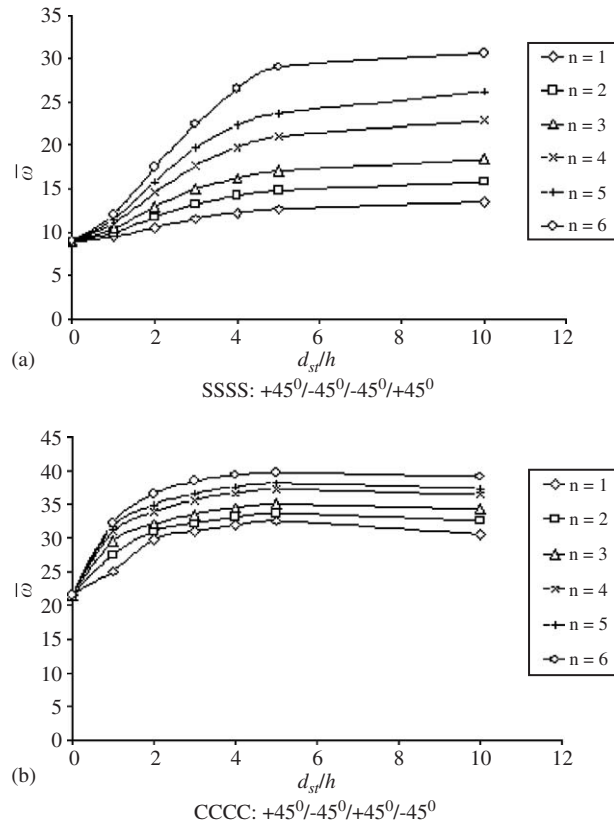 35
30
25
20
15
10
5
0
ω̅
0 2 4 6 8 10 12
d_st/h
n = 1
n = 2
n = 3
n = 4
n = 5
n = 6
(a)
SSSS: +45⁰/-45⁰/-45⁰/+45⁰
45
40
35
30
25
20
15
10
5
0
ω̅
0 2 4 6 8 10 12
d_st/h
n = 1
n = 2
n = 3
n = 4
n = 5
n = 6
(b)
CCCC: +45⁰/-45⁰/+45⁰/-45⁰